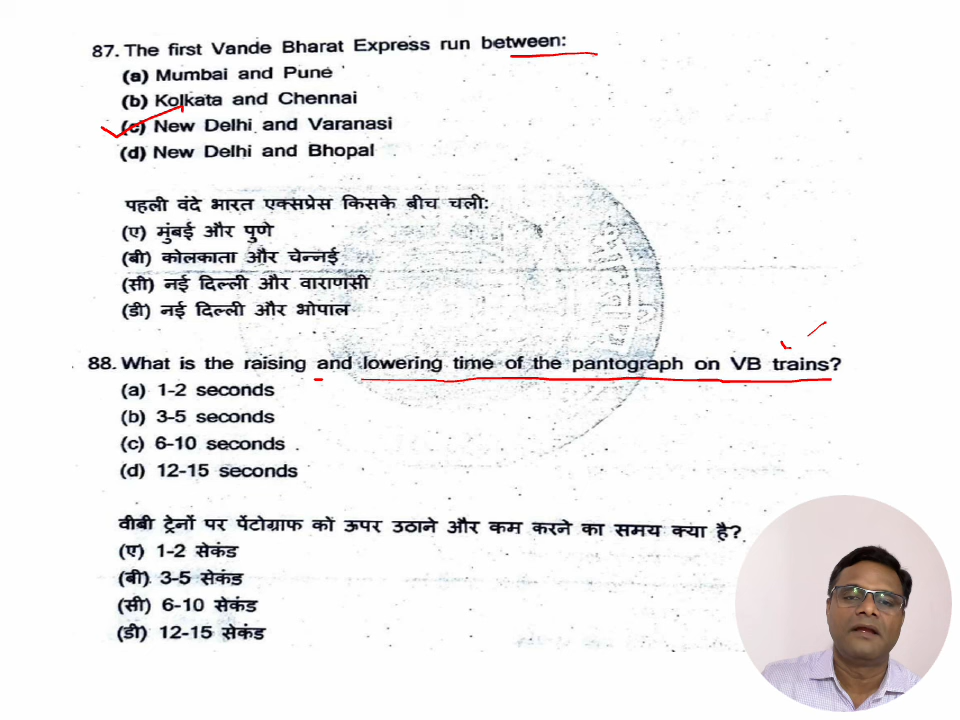 87. The first Vande Bharat Express run between:
(a) Mumbai and Pune
(b) Kolkata and Chennai
(c) New Delhi and Varanasi
(d) New Delhi and Bhopal
पहली वंदे भारत एक्सप्रेस किसके बीच चली:
(ए) मुंबई और पुणे
(बी) कोलकाता और चेन्नई
(सी) नई दिल्ली और वाराणसी
(डी) नई दिल्ली और भोपाल
88. What is the raising and lowering time of the pantograph on VB trains?
(a) 1-2 seconds
(b) 3-5 seconds
(c) 6-10 seconds
(d) 12-15 seconds
वीबी ट्रेनों पर पेंटोग्राफ को ऊपर उठाने और कम करने का समय क्या है?
(ए) 1-2 सेकंड
(बी) 3-5 सेकंड
(सी) 6-10 सेकंड
(डी) 12-15 सेकंड